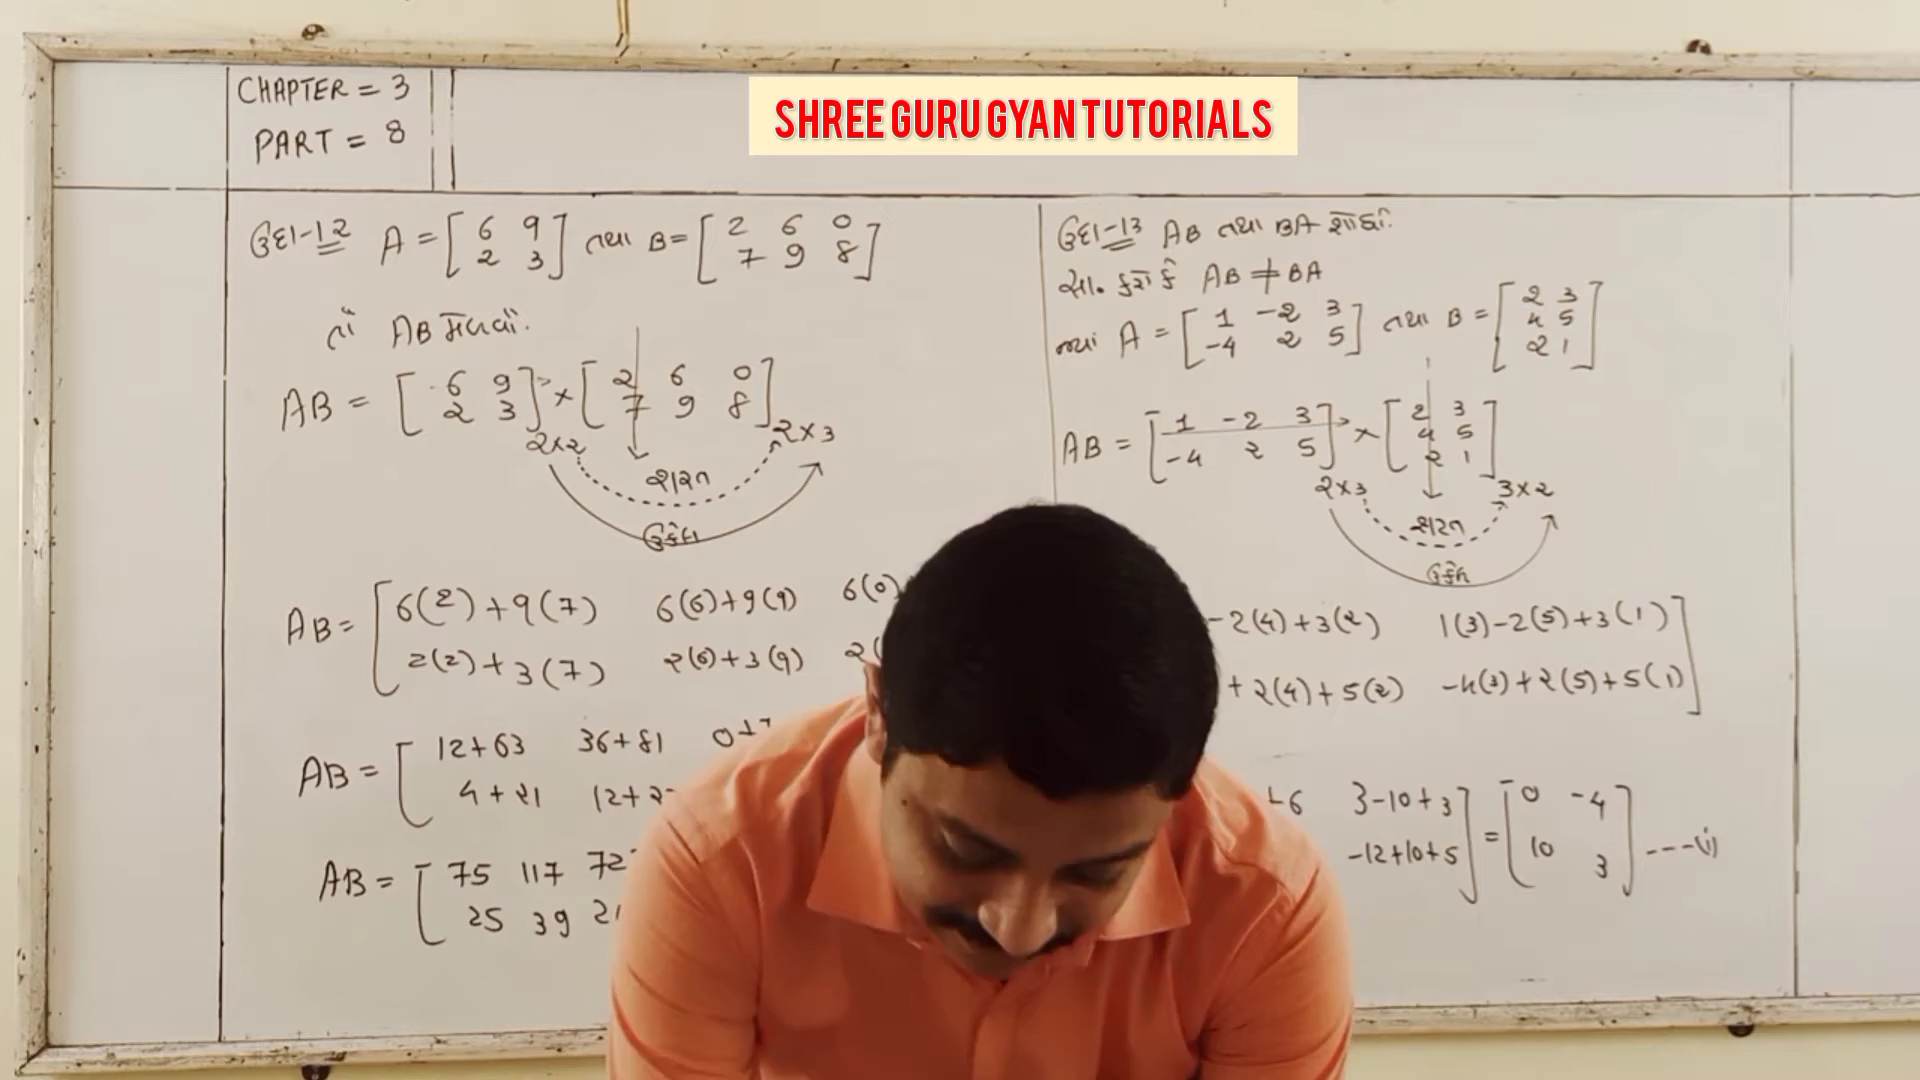 CHAPTER = 3
PART = 8
SHREE GURU GYAN TUTORIALS
ઉદા-12 A = [ 6 9 તથા B = [ 2 6 0
2 3 ] 7 9 8 ]
તો AB મેળવો.
AB = [ 6 9 × [ 2 6 0
2 3 ] 7 9 8 ]
2×2 2×3
શરત
ઉકેલ
AB = [ 6(2)+9(7) 6(6)+9(9) 6(0)
2(2)+3(7) 2(6)+3(9) 2(
AB = [ 12+63 36+81 0+
4+21 12+2
AB = [ 75 117 72
25 39 2
ઉદા-13 AB તથા BA શોધો.
સા. કરો કે AB ≠ BA
જ્યાં A = [ 1 -2 3 તથા B = [ 2 3
-4 2 5 ] 4 5
2 1 ]
AB = [ 1 -2 3 × [ 2 3
-4 2 5 ] 4 5
2 1 ]
2×3 3×2
શરત
ઉકેલ
-2(4)+3(2) 1(3)-2(5)+3(1)
+2(4)+5(2) -4(3)+2(5)+5(1) ]
+6 3-10+3 = [ 0 -4
-12+10+5 ] 10 3 ] ---(i)